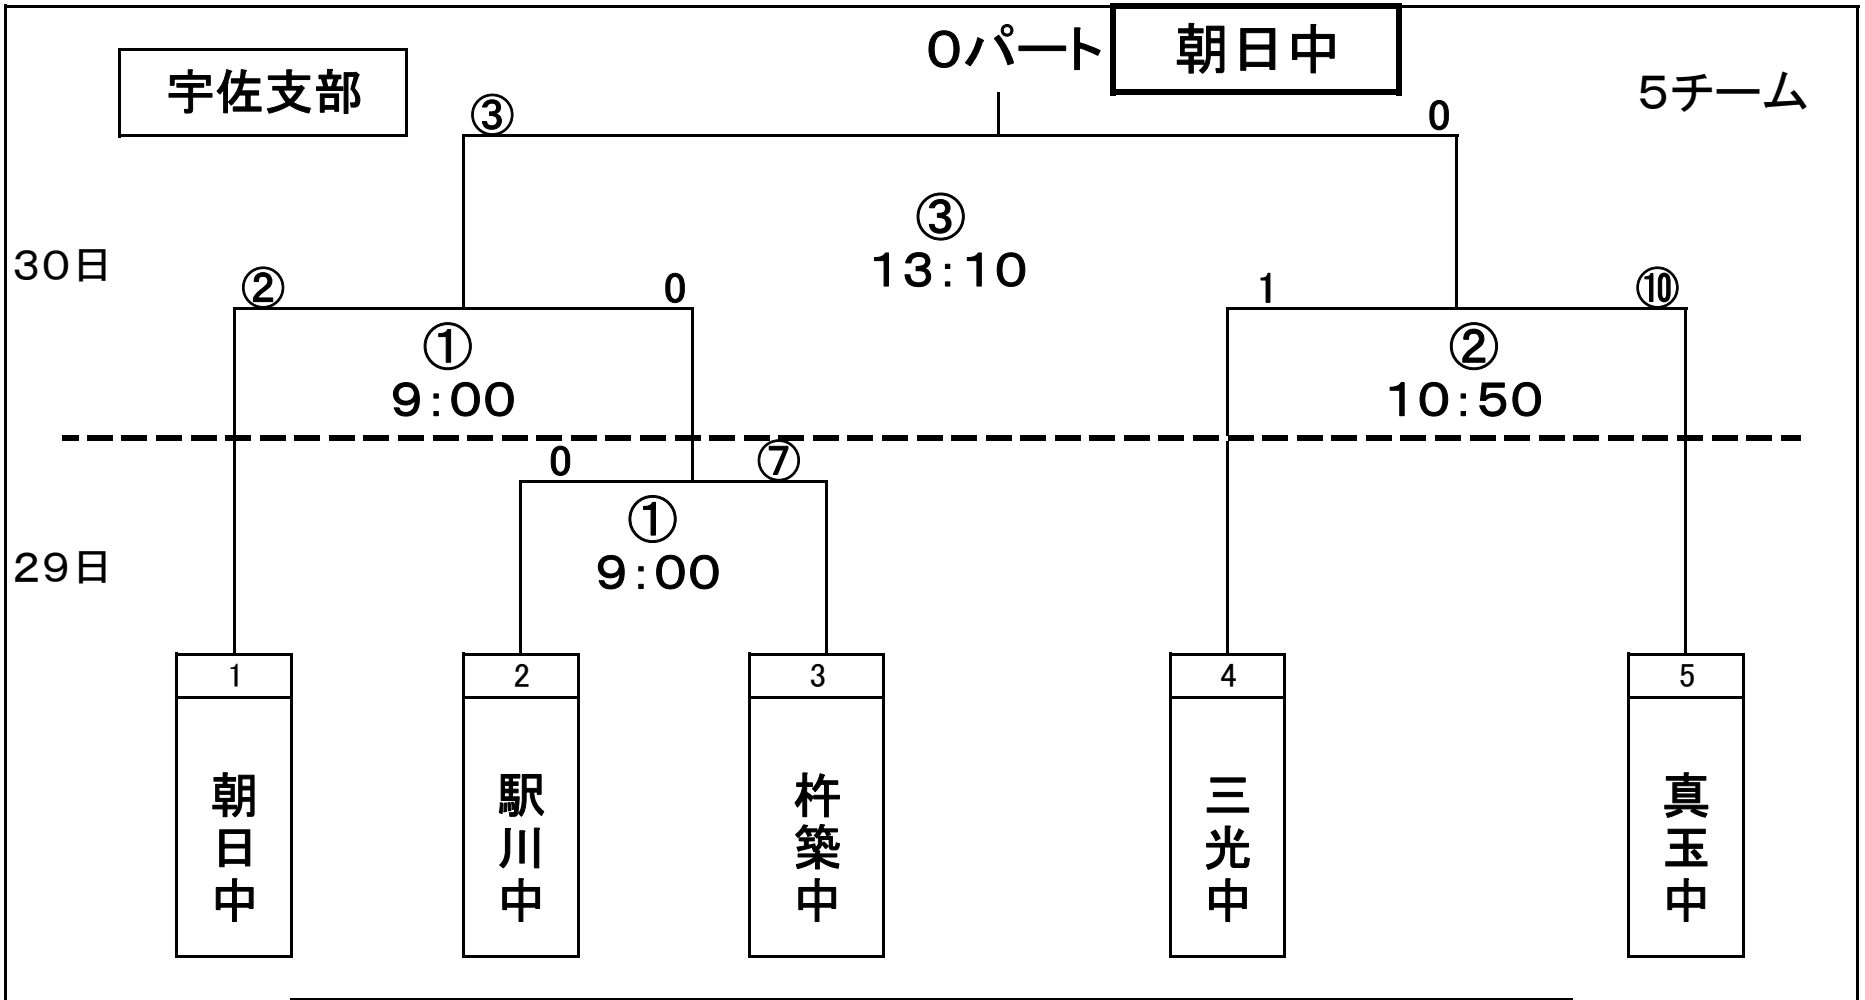 宇佐支部
Oパート 朝日中
5チーム
③ 0
③
13:10
30日
② 0
1 ⑩
①
9:00
②
10:50
0 ⑦
①
9:00
29日
1 2 3 4 5
朝日中
駅川中
杵築中
三光中
真玉中